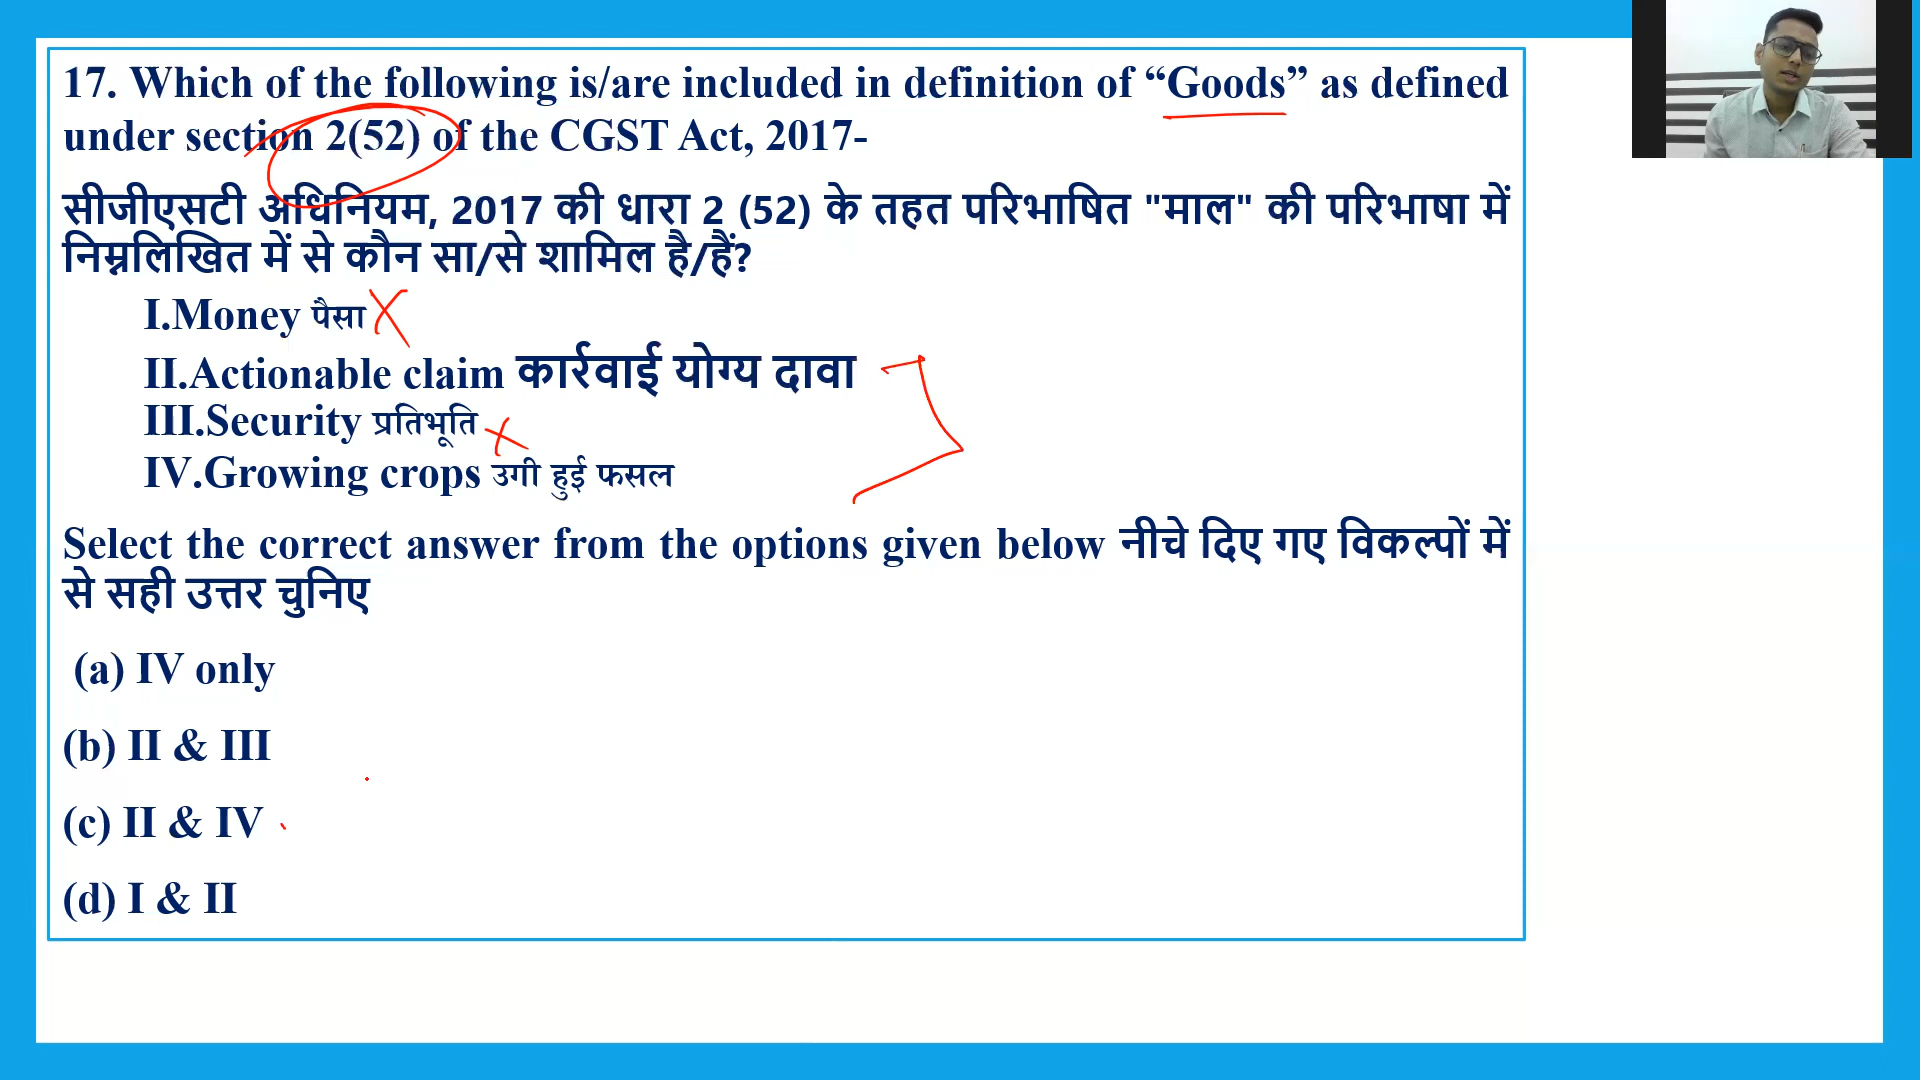 17. Which of the following is/are included in definition of “Goods” as defined
under section 2(52) of the CGST Act, 2017-
सीजीएसटी अधिनियम, 2017 की धारा 2 (52) के तहत परिभाषित "माल" की परिभाषा में
निम्नलिखित में से कौन सा/से शामिल है/हैं?
I.Money पैसा
II.Actionable claim कार्रवाई योग्य दावा
III.Security प्रतिभूति
IV.Growing crops उगी हुई फसल
Select the correct answer from the options given below नीचे दिए गए विकल्पों में
से सही उत्तर चुनिए
(a) IV only
(b) II & III
(c) II & IV
(d) I & II